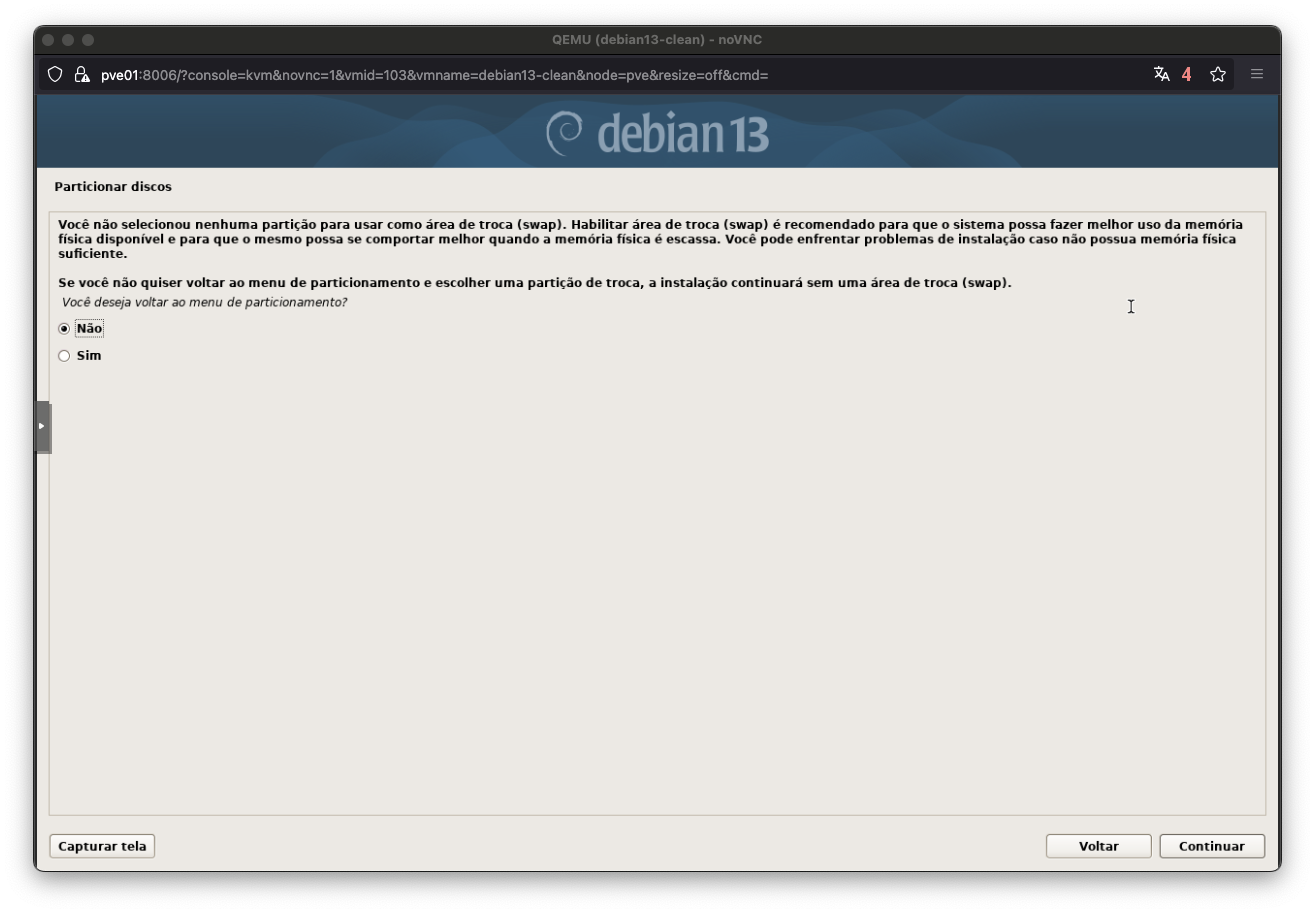 QEMU (debian13-clean) - noVNC
pve01:8006/?console=kvm&novnc=1&vmid=103&vmname=debian13-clean&node=pve&resize=off&cmd=
4
debian 13
Particionar discos
Você não selecionou nenhuma partição para usar como área de troca (swap). Habilitar área de troca (swap) é recomendado para que o sistema possa fazer melhor uso da memória
física disponível e para que o mesmo possa se comportar melhor quando a memória física é escassa. Você pode enfrentar problemas de instalação caso não possua memória física
suficiente.
Se você não quiser voltar ao menu de particionamento e escolher uma partição de troca, a instalação continuará sem uma área de troca (swap).
Você deseja voltar ao menu de particionamento?
Não
Sim
Capturar tela
Voltar
Continuar